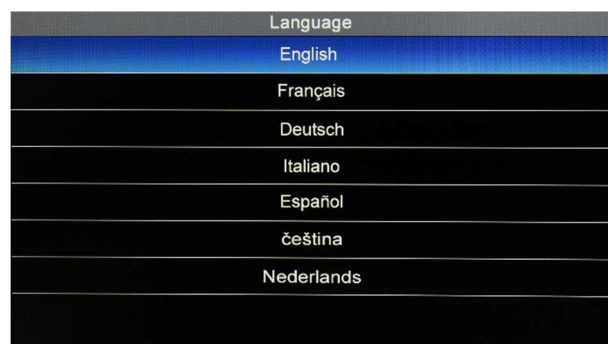 Language
English
Français
Deutsch
Italiano
Español
čeština
Nederlands